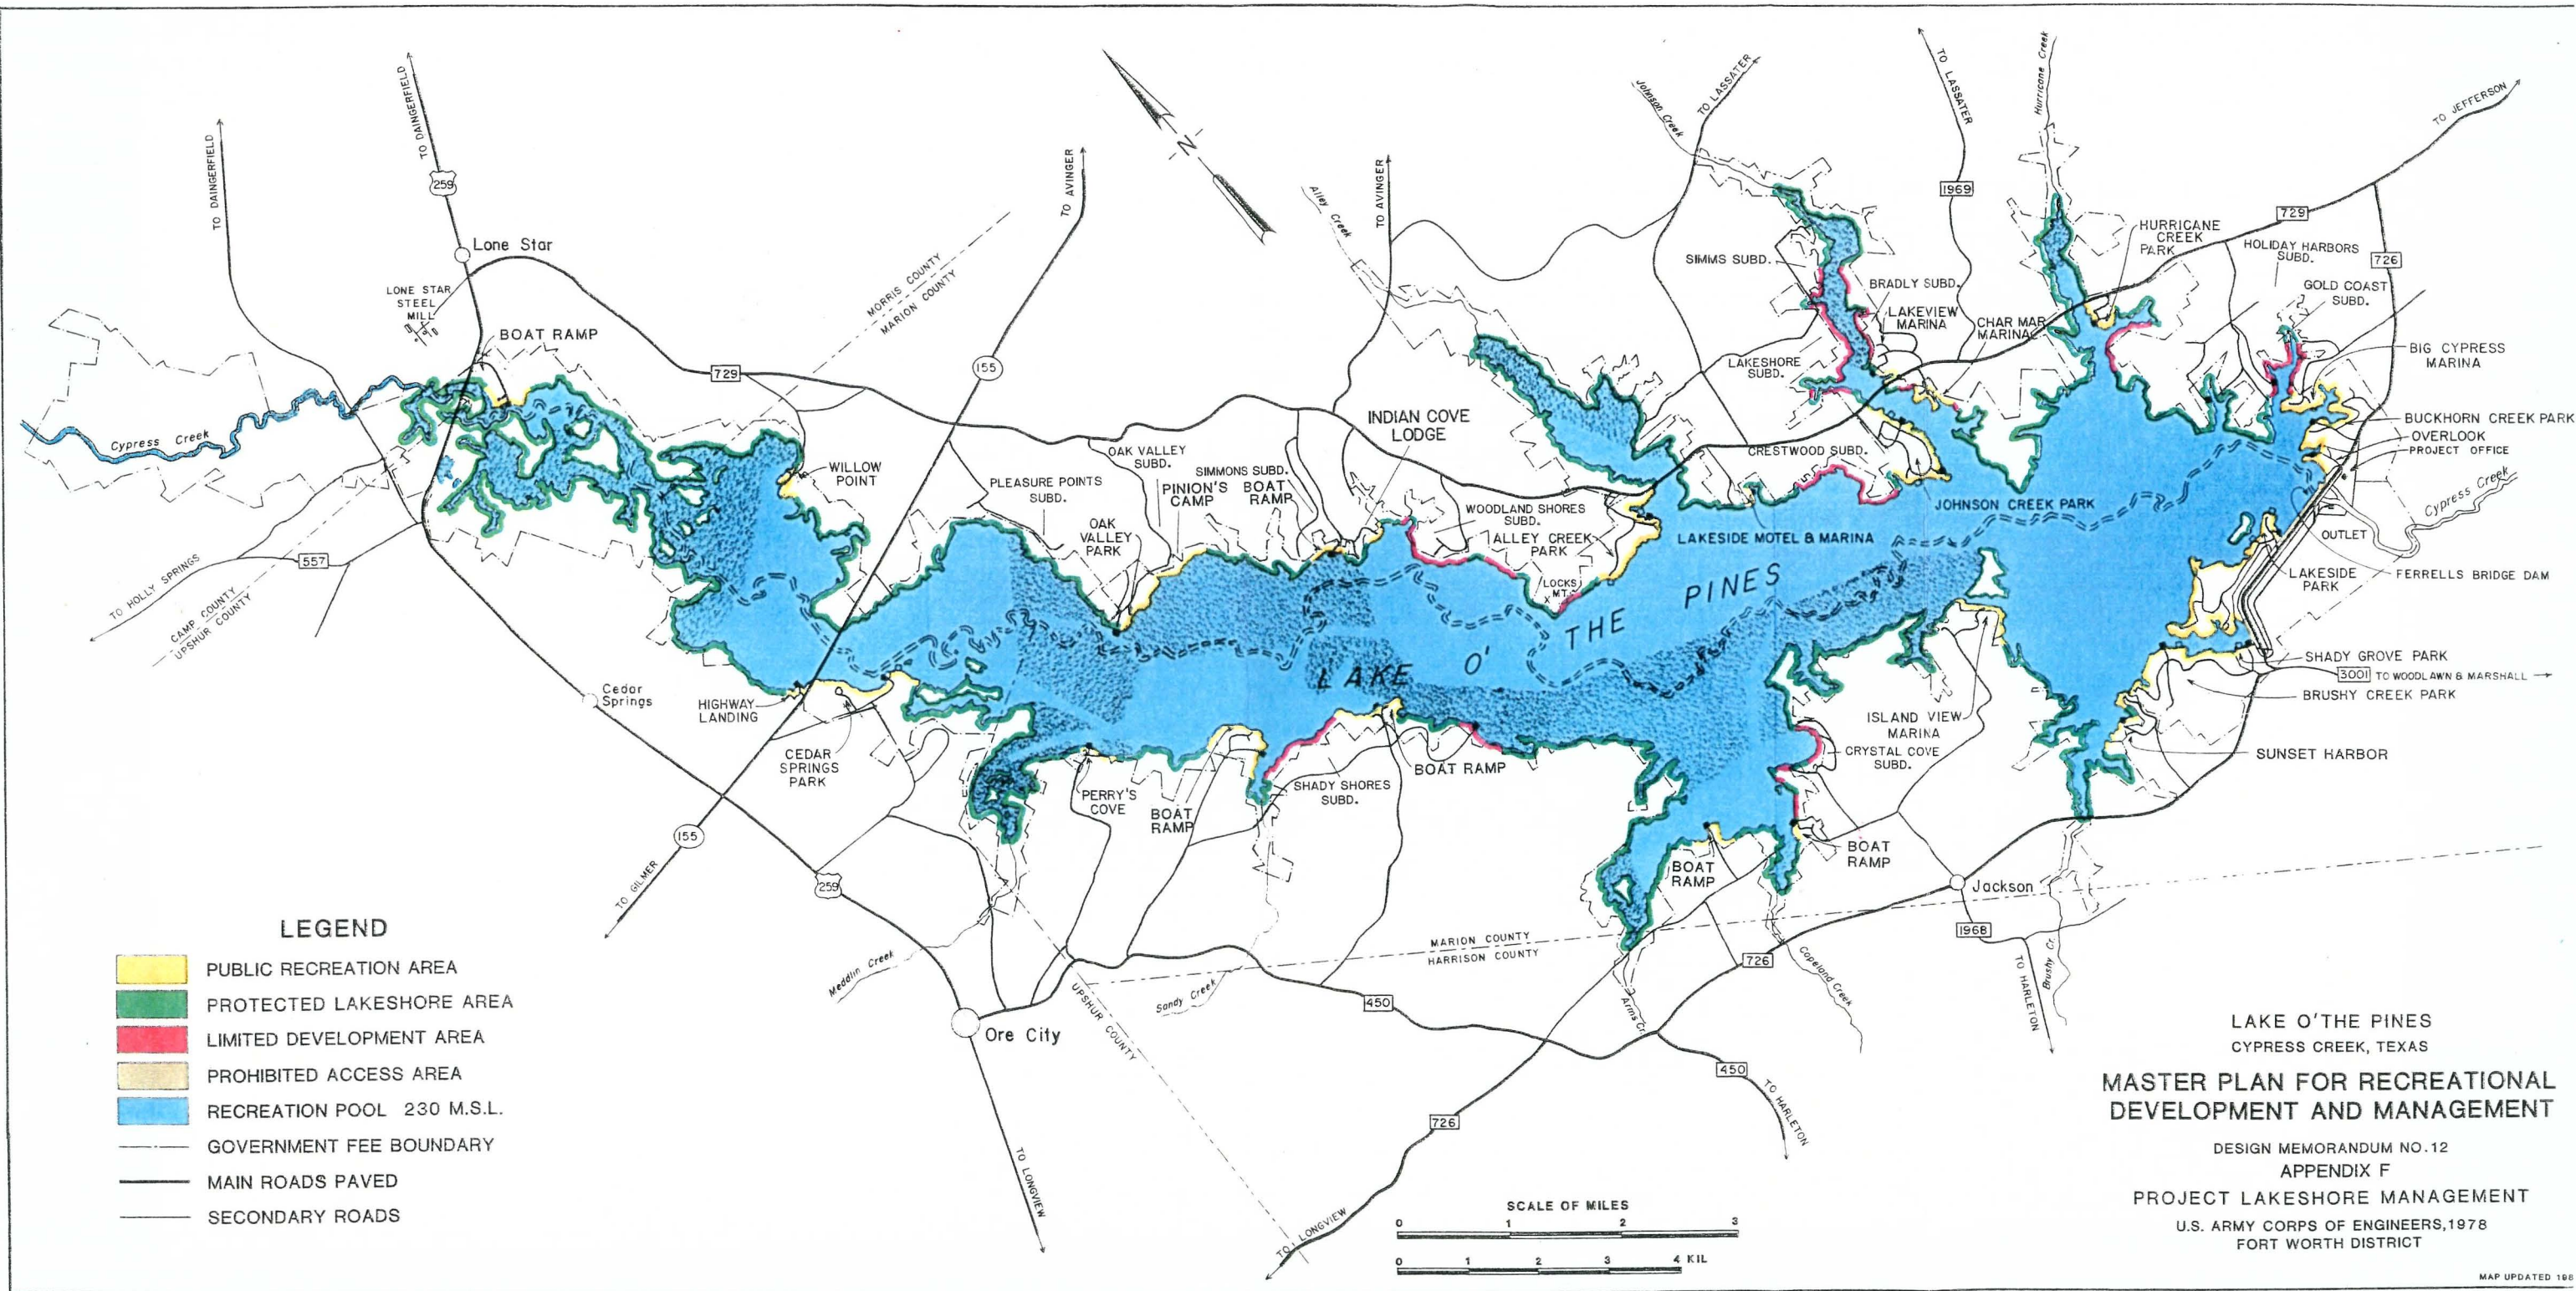 TO DAINGERFIELD
TO DAINGERFIELD
259
Lone Star
LONE STAR
STEEL
MILL
BOAT RAMP
Cypress Creek
TO HOLLY SPRINGS
557
CAMP COUNTY
UPSHUR COUNTY
729
MORRIS COUNTY
MARION COUNTY
TO AVINGER
155
N
WILLOW
POINT
Cedar
Springs
HIGHWAY
LANDING
CEDAR
SPRINGS
PARK
155
TO GILMER
259
PLEASURE POINTS
SUBD.
OAK
VALLEY
PARK
OAK VALLEY
SUBD.
PINION'S
CAMP
SIMMONS SUBD.
BOAT
RAMP
Alley Creek
TO AVINGER
INDIAN COVE
LODGE
WOODLAND SHORES
SUBD.
ALLEY CREEK
PARK
LOCKS
MT.
X
LAKE O' THE PINES
Johnson Creek
TO LASSATER
SIMMS SUBD.
BRADLY SUBD.
LAKEVIEW
MARINA
CHAR MAR
MARINA
LAKESHORE
SUBD.
CRESTWOOD SUBD.
JOHNSON CREEK PARK
LAKESIDE MOTEL & MARINA
TO LASSATER
1969
Hurricane Creek
HURRICANE
CREEK
PARK
TO JEFFERSON
729
726
HOLIDAY HARBORS
SUBD.
GOLD COAST
SUBD.
BIG CYPRESS
MARINA
BUCKHORN CREEK PARK
OVERLOOK
PROJECT OFFICE
Cypress Creek
OUTLET
LAKESIDE
PARK
FERRELLS BRIDGE DAM
SHADY GROVE PARK
3001 TO WOODLAWN & MARSHALL
BRUSHY CREEK PARK
SUNSET HARBOR
ISLAND VIEW
MARINA
CRYSTAL COVE
SUBD.
BOAT
RAMP
BOAT
RAMP
BOAT RAMP
SHADY SHORES
SUBD.
BOAT
RAMP
PERRY'S
COVE
Meddlin Creek
Ore City
TO LONGVIEW
UPSHUR COUNTY
Sandy Creek
MARION COUNTY
HARRISON COUNTY
450
Arms Cr.
726
Copeland Creek
Jackson
1968
TO HARLETON
Brushy Cr.
450
TO HARLETON
726
TO LONGVIEW
LEGEND
PUBLIC RECREATION AREA
PROTECTED LAKESHORE AREA
LIMITED DEVELOPMENT AREA
PROHIBITED ACCESS AREA
RECREATION POOL 230 M.S.L.
GOVERNMENT FEE BOUNDARY
MAIN ROADS PAVED
SECONDARY ROADS
SCALE OF MILES
0 1 2 3
0 1 2 3 4 KIL
LAKE O'THE PINES
CYPRESS CREEK, TEXAS
MASTER PLAN FOR RECREATIONAL
DEVELOPMENT AND MANAGEMENT
DESIGN MEMORANDUM NO.12
APPENDIX F
PROJECT LAKESHORE MANAGEMENT
U.S. ARMY CORPS OF ENGINEERS,1978
FORT WORTH DISTRICT
MAP UPDATED 198